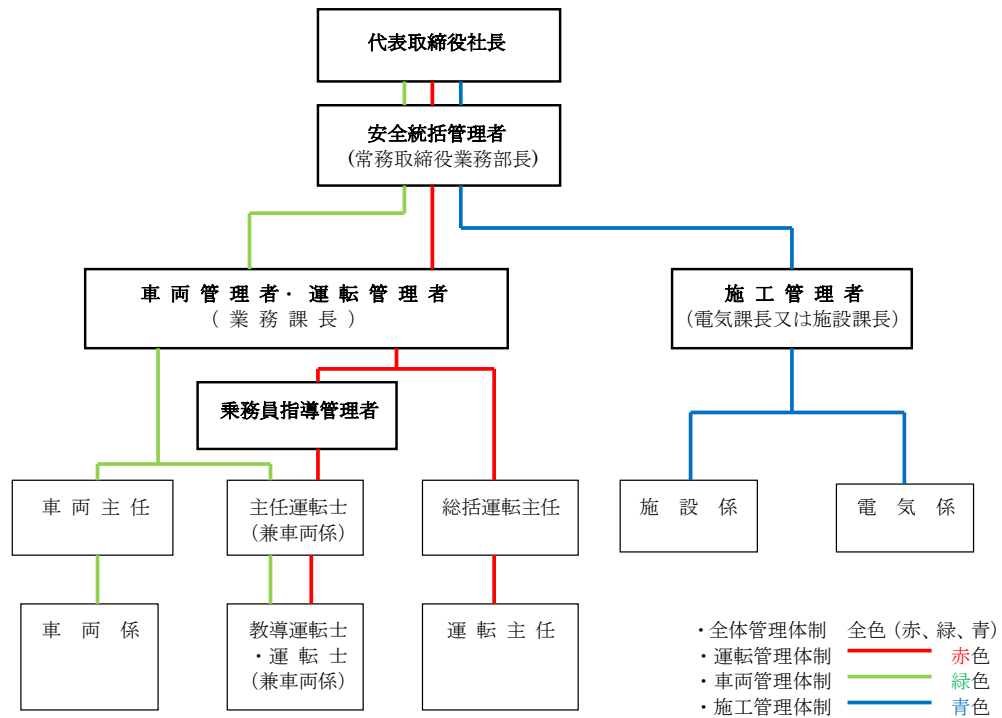 代表取締役社長
安全統括管理者
(常務取締役業務部長)
車両管理者・運転管理者
(業務課長)
施工管理者
(電気課長又は施設課長)
乗務員指導管理者
車両主任
主任運転士
(兼車両係)
総括運転主任
施設係
電気係
車両係
教導運転士
・運転士
(兼車両係)
運転主任
・全体管理体制 全色(赤、緑、青)
・運転管理体制 赤色
・車両管理体制 緑色
・施工管理体制 青色